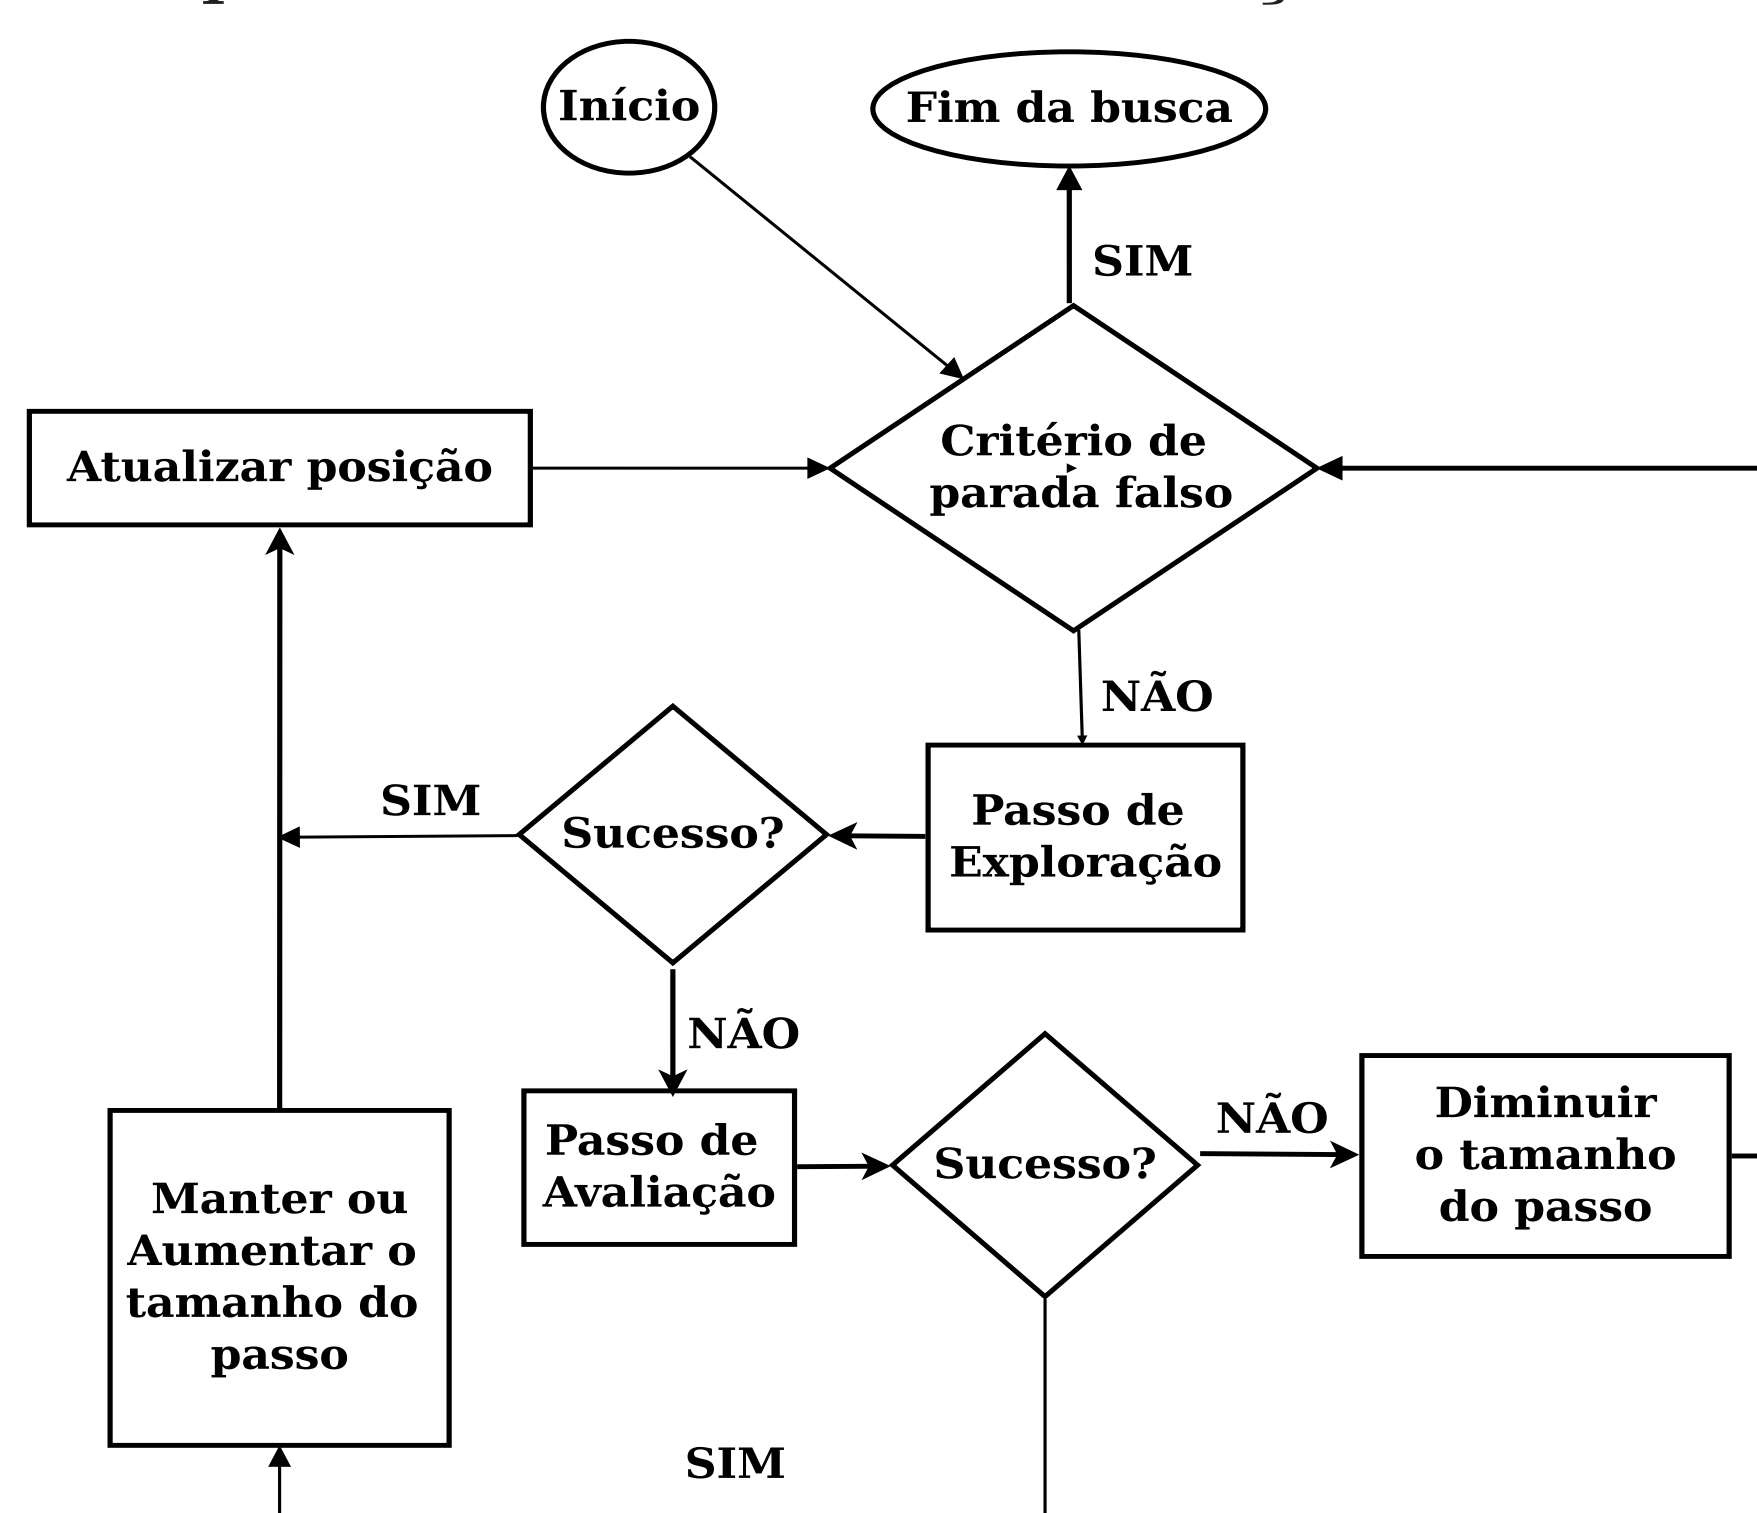 Início
Fim da busca
SIM
Critério de
parada falso
Atualizar posição
NÃO
Passo de
Exploração
Sucesso?
SIM
NÃO
Passo de
Avaliação
Sucesso?
NÃO
Diminuir
o tamanho
do passo
Manter ou
Aumentar o
tamanho do
passo
SIM